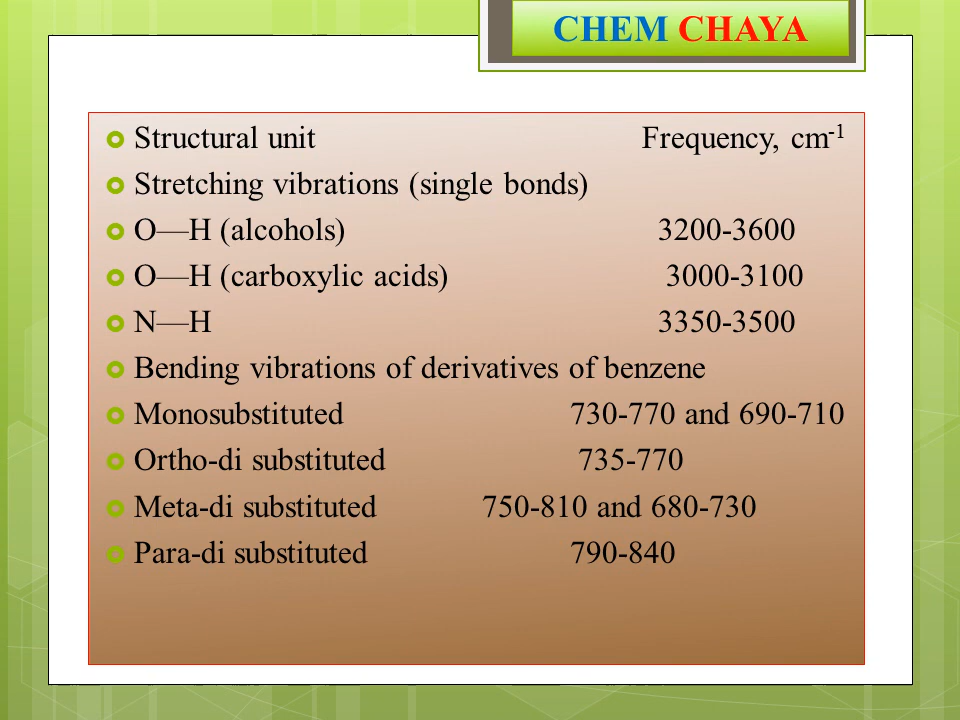 CHEM CHAYA
Structural unit Frequency, cm-1
Stretching vibrations (single bonds)
O—H (alcohols) 3200-3600
O—H (carboxylic acids) 3000-3100
N—H 3350-3500
Bending vibrations of derivatives of benzene
Monosubstituted 730-770 and 690-710
Ortho-di substituted 735-770
Meta-di substituted 750-810 and 680-730
Para-di substituted 790-840